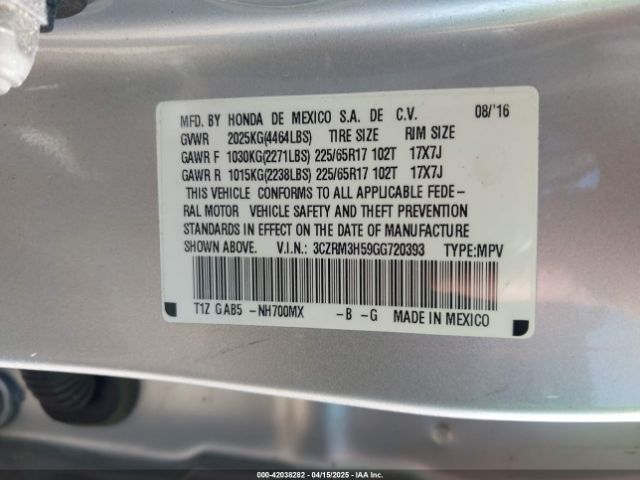 MFD. BY HONDA DE MEXICO S.A. DE C.V. 08/'16
GVWR 2025KG(4464LBS) TIRE SIZE RIM SIZE
GAWR F 1030KG(2271LBS) 225/65R17 102T 17X7J
GAWR R 1015KG(2238LBS) 225/65R17 102T 17X7J
THIS VEHICLE CONFORMS TO ALL APPLICABLE FEDE-
RAL MOTOR VEHICLE SAFETY AND THEFT PREVENTION
STANDARDS IN EFFECT ON THE DATE OF MANUFACTURE
SHOWN ABOVE. V.I.N.: 3CZRM3H59GG720393 TYPE:MPV
T1Z GAB5 -NH700MX -B -G MADE IN MEXICO
000-42038282 - 04/15/2025 - IAA Inc.